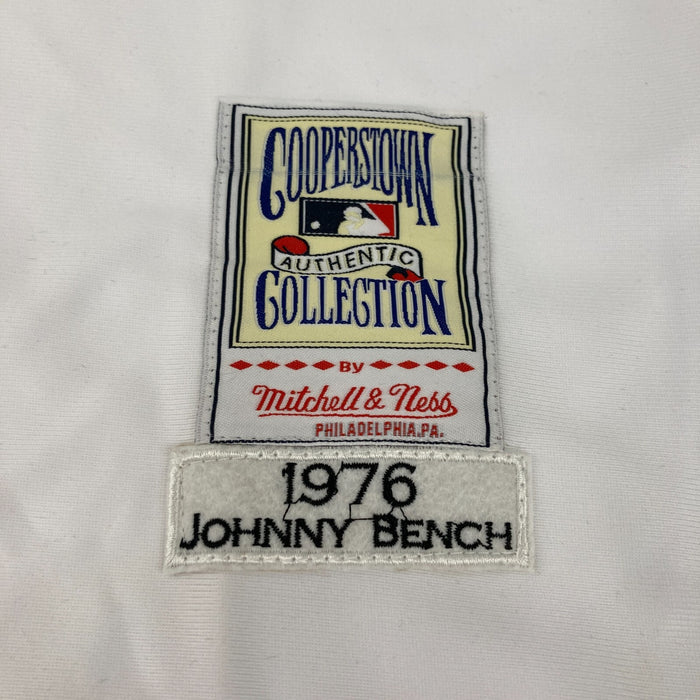 COOPERSTOWN
AUTHENTIC
COLLECTION
BY
Mitchell & Ness
PHILADELPHIA, PA.
1976
JOHNNY BENCH